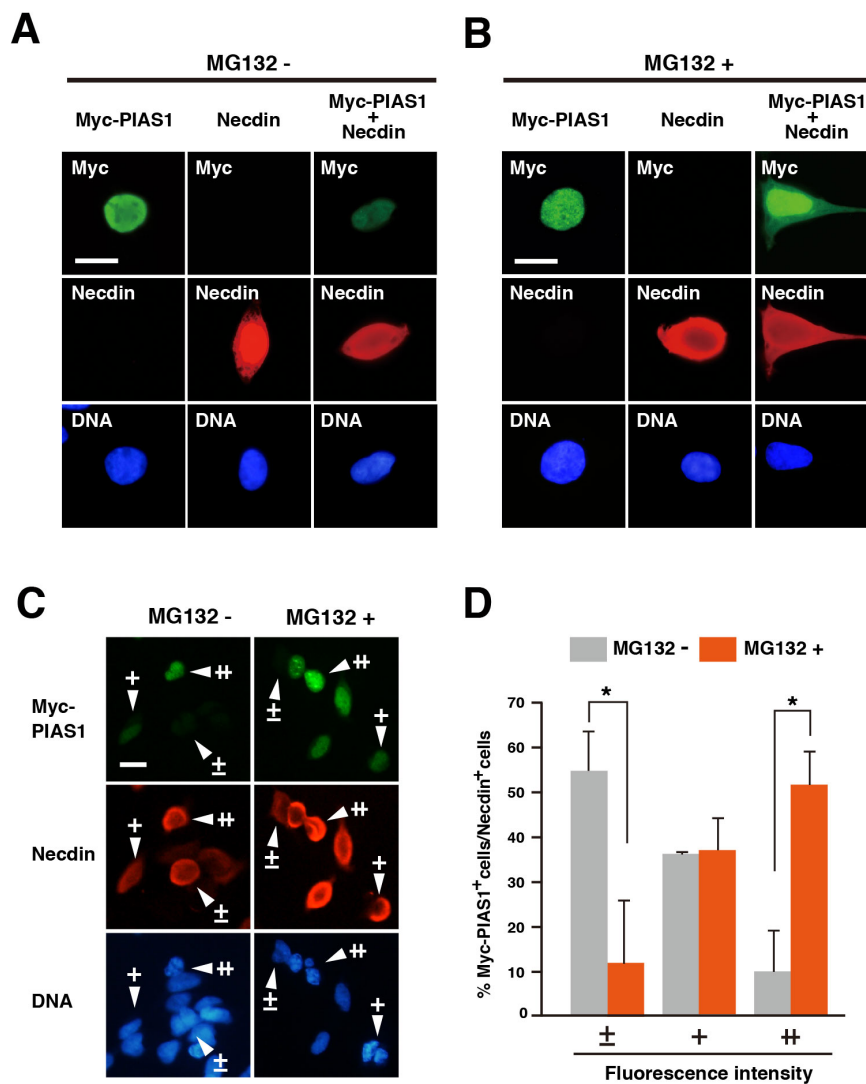 A
MG132 -
Myc-PIAS1
Necdin
Myc-PIAS1
+
Necdin
Myc
Myc
Myc
Necdin
Necdin
Necdin
DNA
DNA
DNA
B
MG132 +
Myc-PIAS1
Necdin
Myc-PIAS1
+
Necdin
Myc
Myc
Myc
Necdin
Necdin
Necdin
DNA
DNA
DNA
C
MG132 -
MG132 +
Myc-
PIAS1
+
⧺
±
±
⧺
+
Necdin
+
⧺
±
±
⧺
+
DNA
+
⧺
±
±
⧺
+
D
MG132 -
MG132 +
% Myc-PIAS1⁺cells/Necdin⁺cells
70
60
50
40
30
20
10
0
*
*
±
+
⧺
Fluorescence intensity